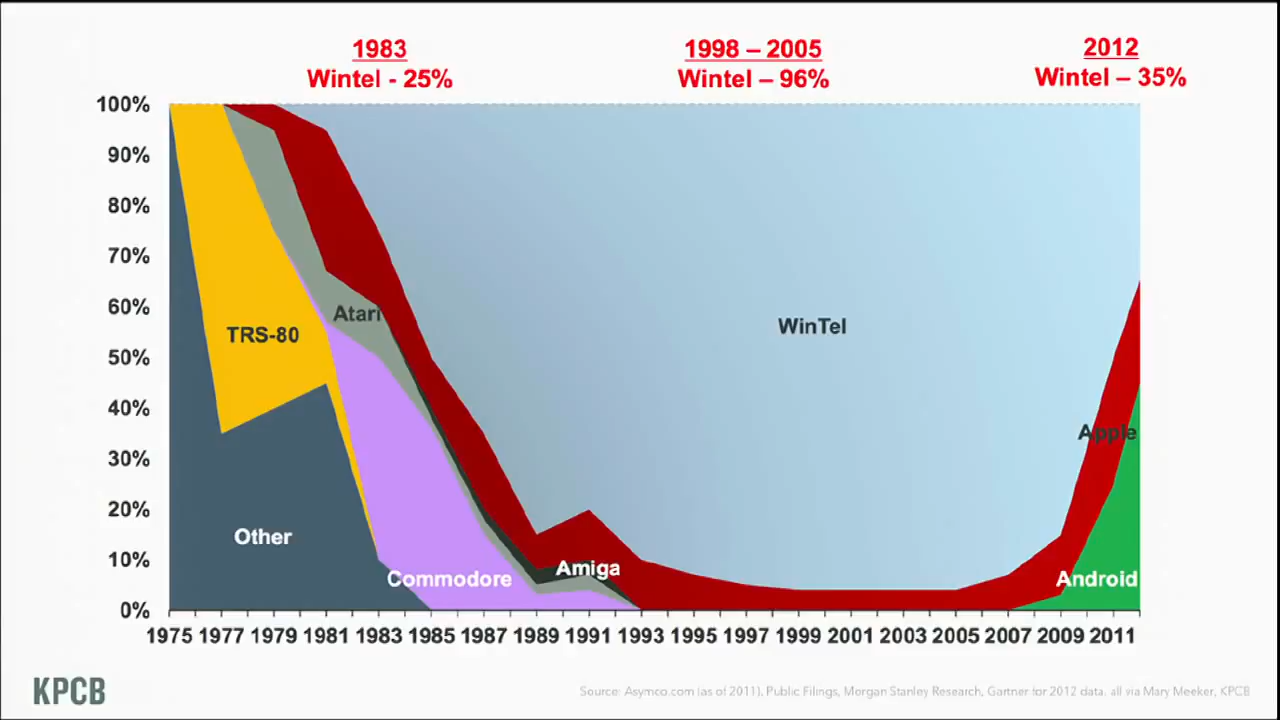 1983
Wintel - 25%
1998 – 2005
Wintel – 96%
2012
Wintel – 35%
100%
90%
80%
70%
60%
50%
40%
30%
20%
10%
0%
TRS-80
Atari
WinTel
Apple
Other
Commodore
Amiga
Android
1975 1977 1979 1981 1983 1985 1987 1989 1991 1993 1995 1997 1999 2001 2003 2005 2007 2009 2011
KPCB
Source: Asymco.com (as of 2011), Public Filings, Morgan Stanley Research, Gartner for 2012 data. all via Mary Meeker, KPCB